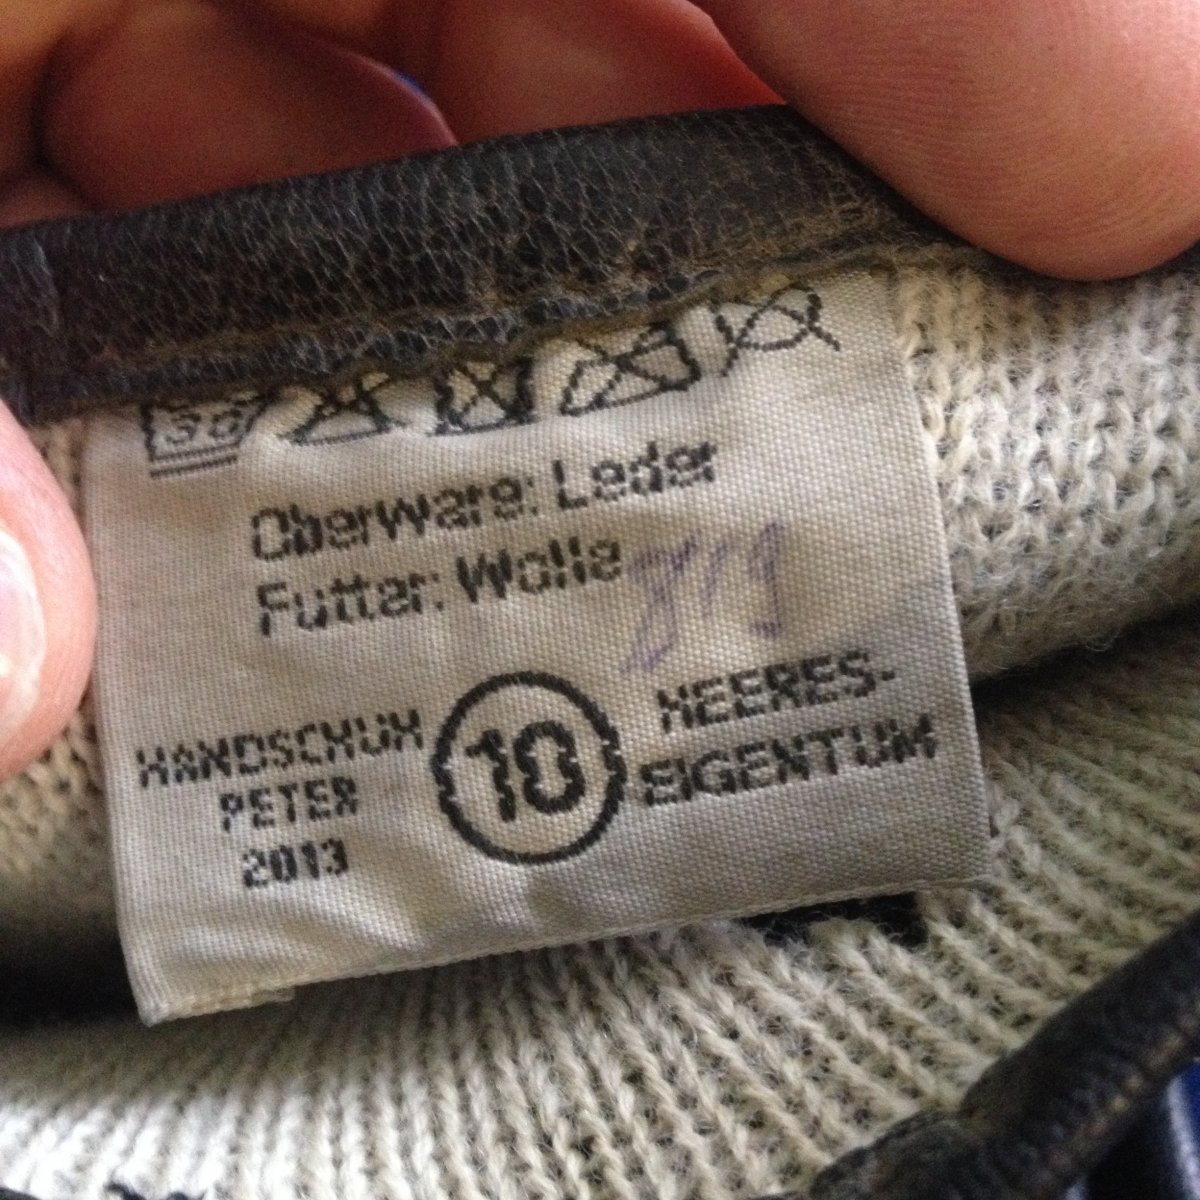 30
Oberware: Leder
Futter: Wolle
HANDSCHUH
PETER
2013
10
HEERES-
EIGENTUM